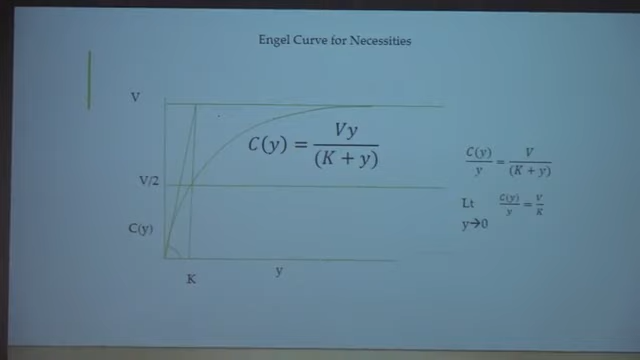 Engel Curve for Necessities
V
C(y) = Vy / (K + y)
C(y)/y = V/(K + y)
V/2
Lt C(y)/y = V/K
y→0
C(y)
y
K